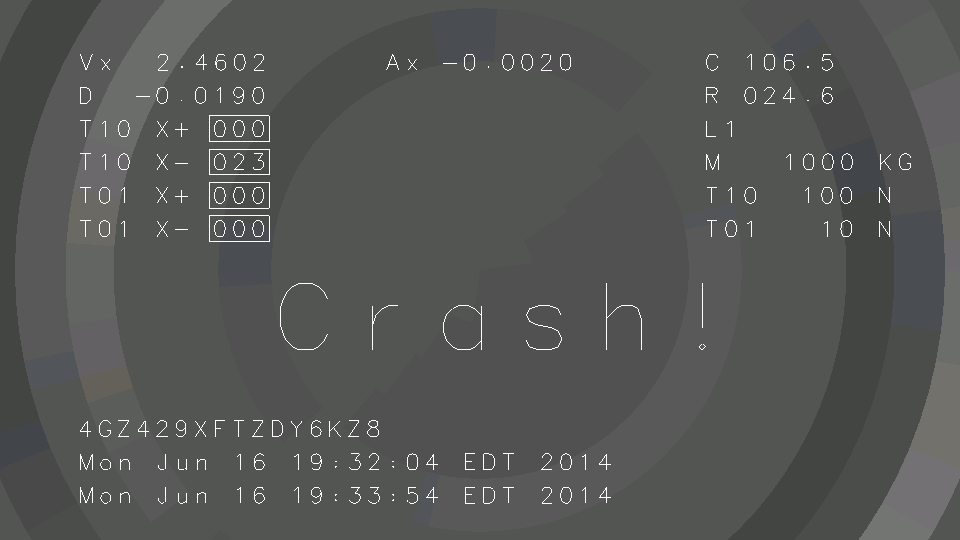 Vx 2.4602 Ax −0.0020 C 106.5
D −0.0190 R 024.6
T10 X+ 000 L1
T10 X− 023 M 1000 KG
T01 X+ 000 T10 100 N
T01 X− 000 T01 10 N
Crash!
4GZ429XFTZDY6KZ8
Mon Jun 16 19:32:04 EDT 2014
Mon Jun 16 19:33:54 EDT 2014